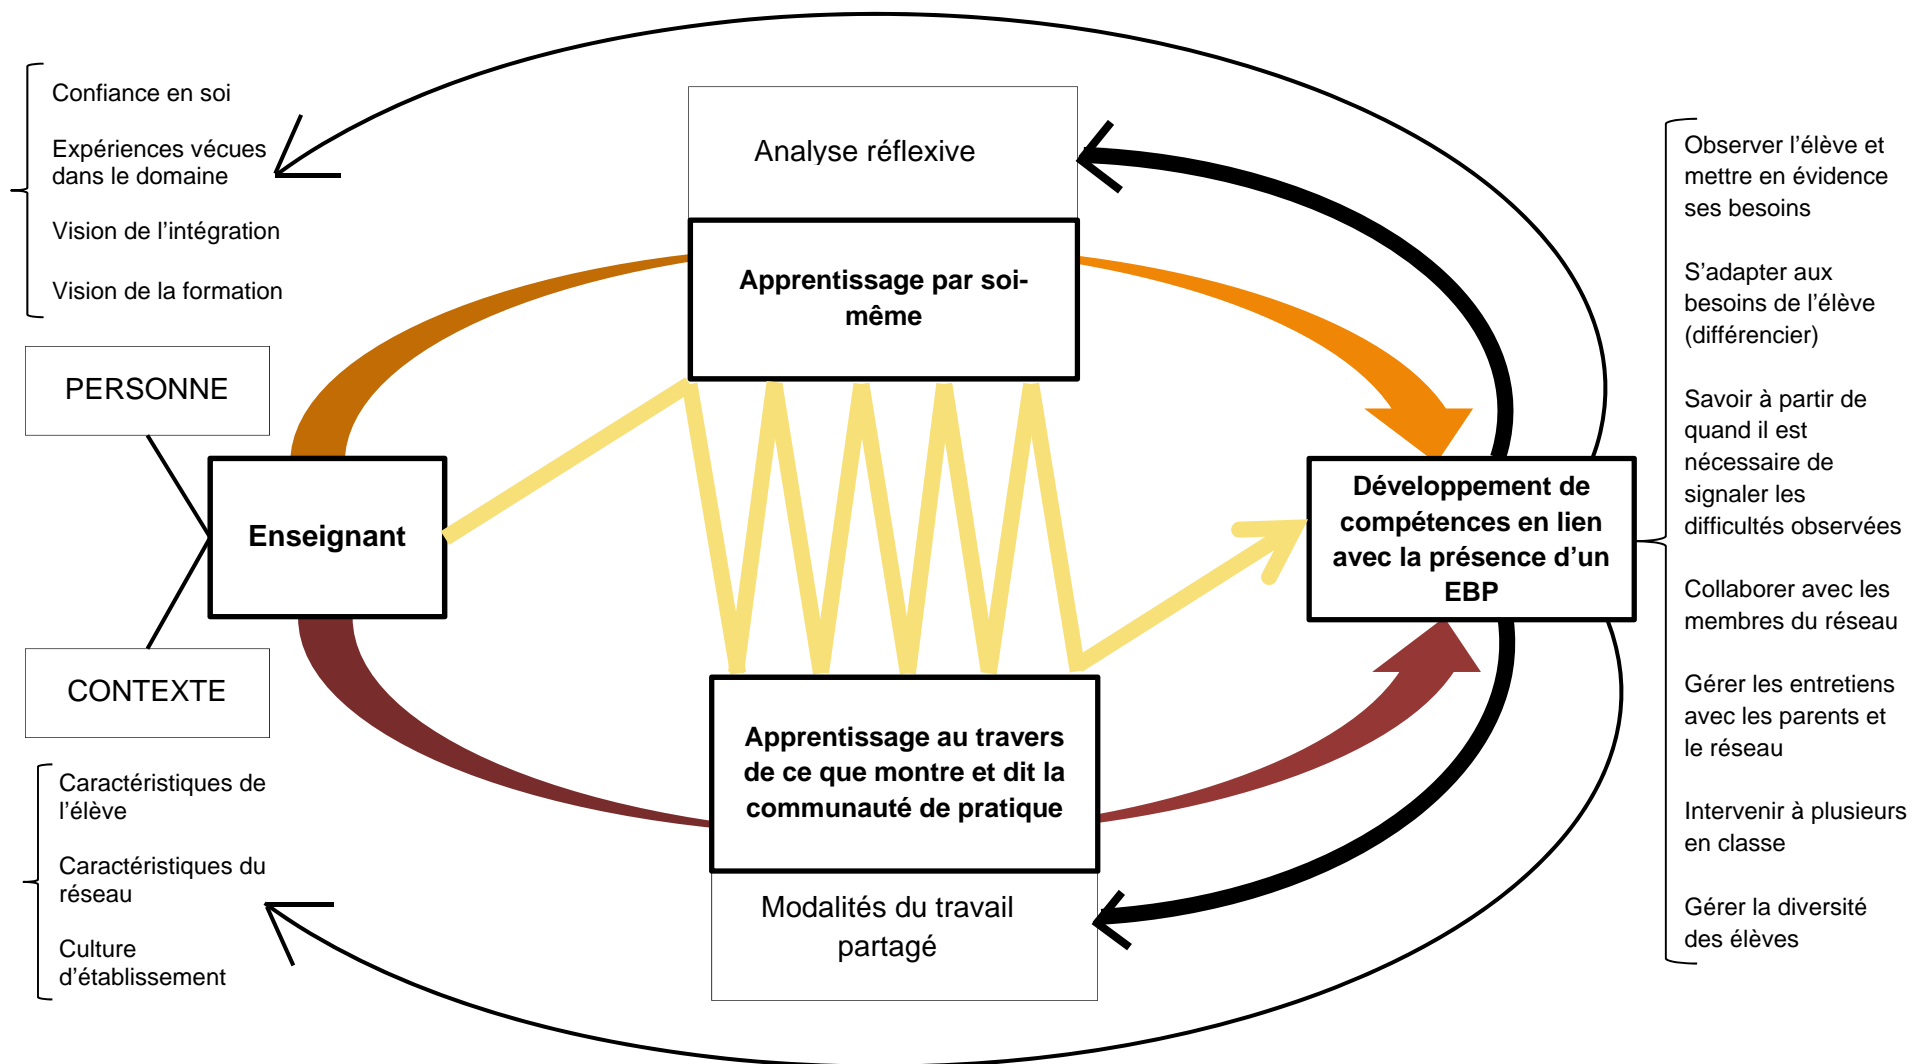 Confiance en soi
Expériences vécues
dans le domaine
Vision de l’intégration
Vision de la formation
PERSONNE
Enseignant
CONTEXTE
Caractéristiques de
l’élève
Caractéristiques du
réseau
Culture
d’établissement
Analyse réflexive
Apprentissage par soi-
même
Apprentissage au travers
de ce que montre et dit la
communauté de pratique
Modalités du travail
partagé
Développement de
compétences en lien
avec la présence d’un
EBP
Observer l’élève et
mettre en évidence
ses besoins
S’adapter aux
besoins de l’élève
(différencier)
Savoir à partir de
quand il est
nécessaire de
signaler les
difficultés observées
Collaborer avec les
membres du réseau
Gérer les entretiens
avec les parents et
le réseau
Intervenir à plusieurs
en classe
Gérer la diversité
des élèves